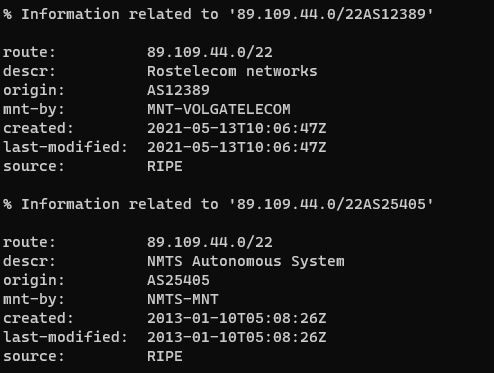 % Information related to '89.109.44.0/22AS12389'
route: 89.109.44.0/22
descr: Rostelecom networks
origin: AS12389
mnt-by: MNT-VOLGATELECOM
created: 2021-05-13T10:06:47Z
last-modified: 2021-05-13T10:06:47Z
source: RIPE
% Information related to '89.109.44.0/22AS25405'
route: 89.109.44.0/22
descr: NMTS Autonomous System
origin: AS25405
mnt-by: NMTS-MNT
created: 2013-01-10T05:08:26Z
last-modified: 2013-01-10T05:08:26Z
source: RIPE